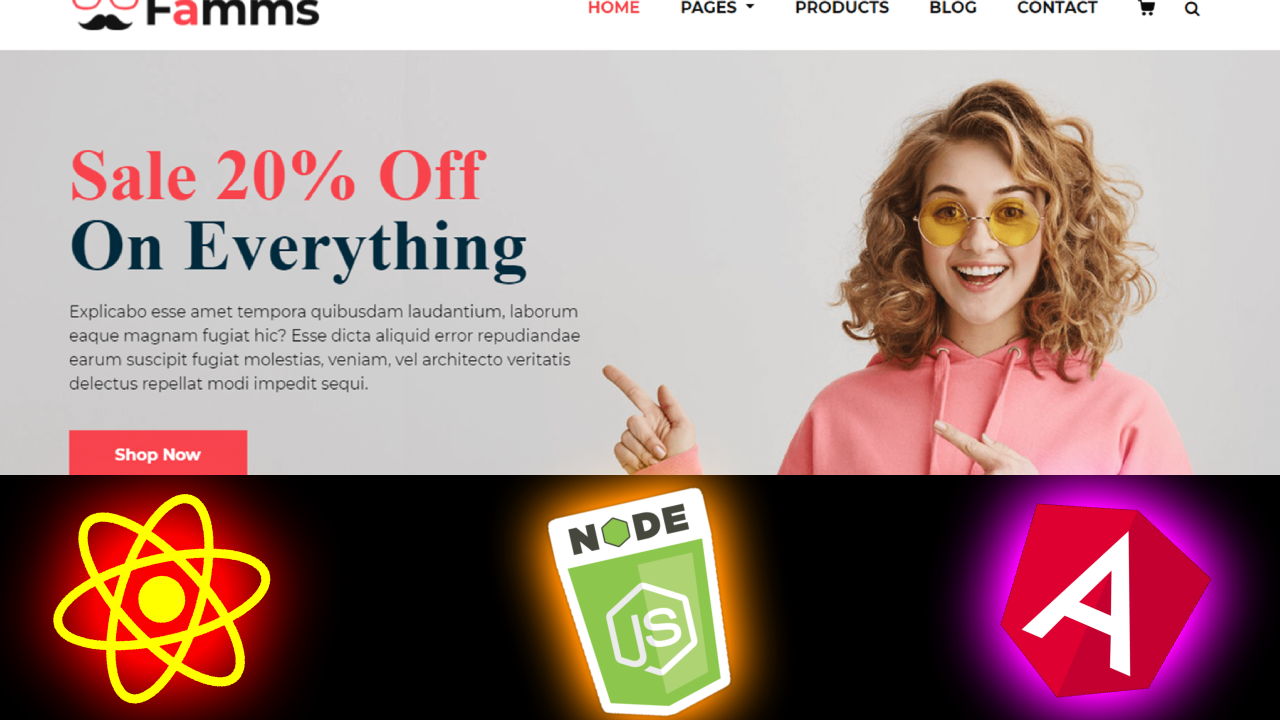 Famms
HOME PAGES PRODUCTS BLOG CONTACT
Sale 20% Off
On Everything
Explicabo esse amet tempora quibusdam laudantium, laborum
eaque magnam fugiat hic? Esse dicta aliquid error repudiandae
earum suscipit fugiat molestias, veniam, vel architecto veritatis
delectus repellat modi impedit sequi.
Shop Now
NODE
JS
A